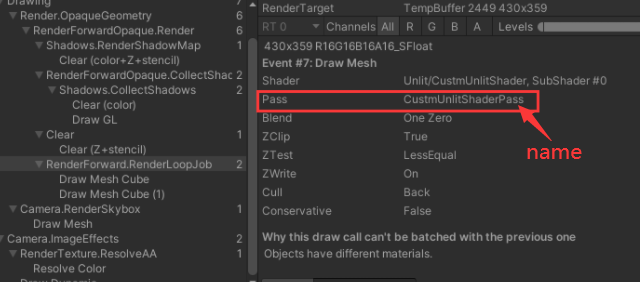 Drawing
Render.OpaqueGeometry 6
RenderForwardOpaque.Render 6
Shadows.RenderShadowMap 1
Clear (color+Z+stencil)
RenderForwardOpaque.CollectShad 2
Shadows.CollectShadows 2
Clear (color)
Draw GL
Clear 1
Clear (Z+stencil)
RenderForward.RenderLoopJob 2
Draw Mesh Cube
Draw Mesh Cube (1)
Camera.RenderSkybox 1
Draw Mesh
Camera.ImageEffects 2
RenderTexture.ResolveAA 1
Resolve Color
Draw Dynamic
RenderTarget TempBuffer 2449 430x359
RT 0 Channels All R G B A Levels
430x359 R16G16B16A16_SFloat
Event #7: Draw Mesh
Shader Unlit/CustmUnlitShader, SubShader #0
Pass CustmUnlitShaderPass
Blend One Zero
ZClip True
ZTest LessEqual
ZWrite On
Cull Back
Conservative False
name
Why this draw call can't be batched with the previous one
Objects have different materials.